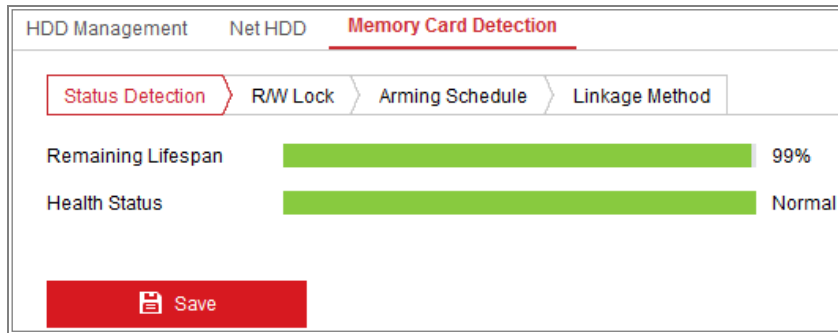 HDD Management Net HDD Memory Card Detection
Status Detection R/W Lock Arming Schedule Linkage Method
Remaining Lifespan 99%
Health Status Normal
Save